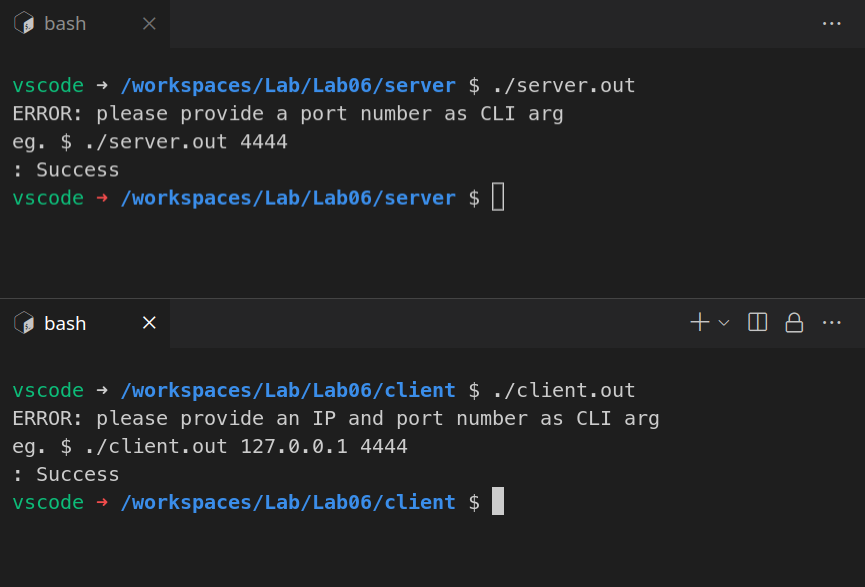 bash
vscode ➜ /workspaces/Lab/Lab06/server $ ./server.out
ERROR: please provide a port number as CLI arg
eg. $ ./server.out 4444
: Success
vscode ➜ /workspaces/Lab/Lab06/server $
bash
vscode ➜ /workspaces/Lab/Lab06/client $ ./client.out
ERROR: please provide an IP and port number as CLI arg
eg. $ ./client.out 127.0.0.1 4444
: Success
vscode ➜ /workspaces/Lab/Lab06/client $